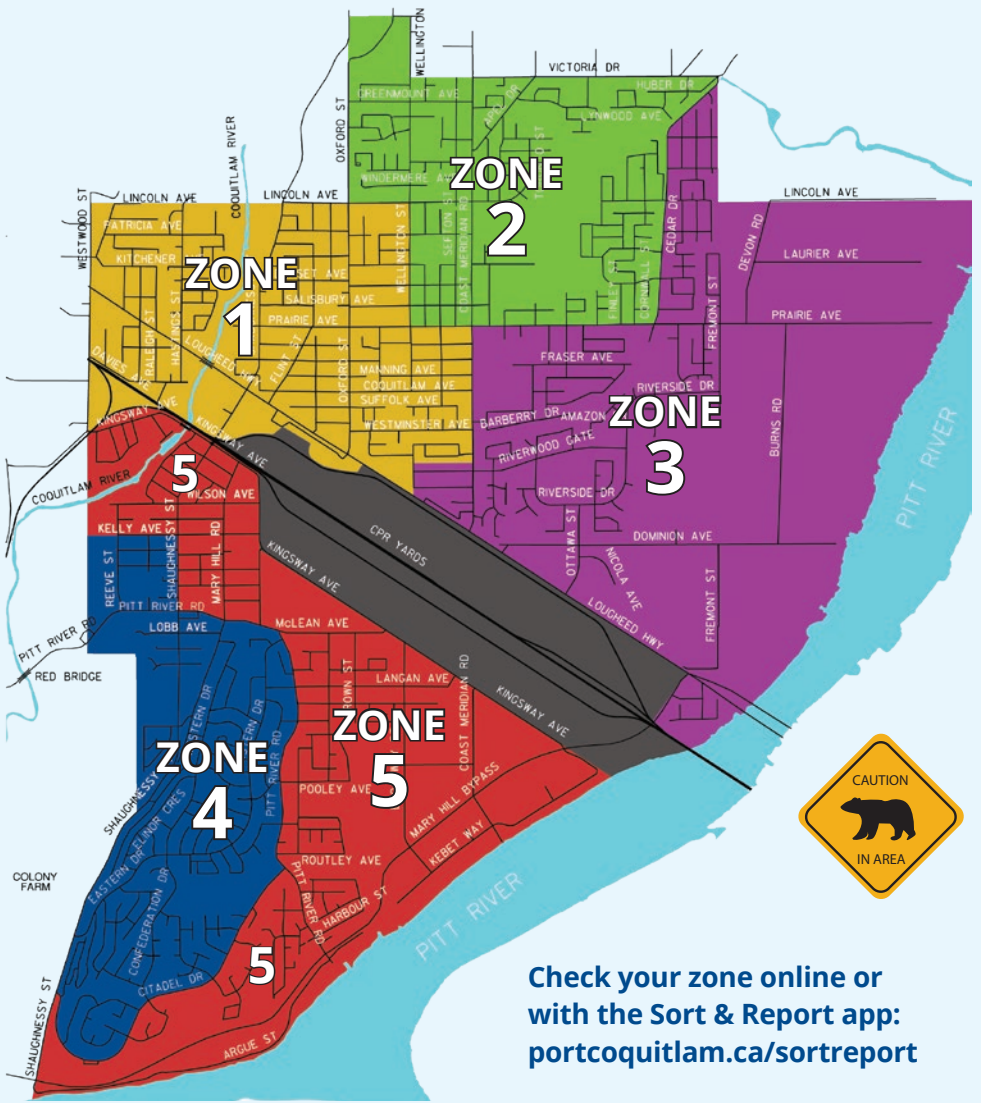 WELLINGTON
VICTORIA DR
HUBER DR
GREENMOUNT AVE
APEL DR
LYNWOOD AVE
OXFORD ST
COQUITLAM RIVER
WINDERMERE AVE
ZONE
2
WESTWOOD ST
LINCOLN AVE
LINCOLN AVE
LINCOLN AVE
PATRICIA AVE
KITCHENER
WELLINGTON ST
SEFTON ST
COAST MERIDIAN RD
CEDAR DR
DEVON RD
LAURIER AVE
ZONE
1
SALISBURY AVE
PRAIRIE AVE
FINLEY ST
CORNWALL ST
FREMONT ST
PRAIRIE AVE
RALEIGH ST
HASTINGS ST
LOUGHEED HWY
FLINT ST
OXFORD ST
DAVIES AVE
MANNING AVE
COQUITLAM AVE
SUFFOLK AVE
WESTMINSTER AVE
FRASER AVE
RIVERSIDE DR
BARBERRY DR
AMAZON
ZONE
3
BURNS RD
KINGSWAY AVE
KINGSWAY AVE
RIVERWOOD GATE
PITT RIVER
5
COQUITLAM RIVER
WILSON AVE
RIVERSIDE DR
KELLY AVE
SHAUGHNESSY ST
MARY HILL RD
CPR YARDS
KINGSWAY AVE
OTTAWA ST
DOMINION AVE
NICOLA AVE
REEVE ST
PITT RIVER RD
LOUGHEED HWY
FREMONT ST
LOBB AVE
McLEAN AVE
PITT RIVER RD
RED BRIDGE
LANGAN AVE
COAST MERIDIAN RD
KINGSWAY AVE
ZONE
4
ZONE
5
PITT RIVER RD
SHAUGHNESSY
ELINOR CRES
POOLEY AVE
MARY HILL BYPASS
KEBET WAY
CAUTION
IN AREA
EASTERN DR
ROUTLEY AVE
COLONY
FARM
CONFEDERATION DR
PITT RIVER RD
HARBOUR ST
PITT RIVER
5
CITADEL DR
SHAUGHNESSY ST
ARGUE ST
Check your zone online or
with the Sort & Report app:
portcoquitlam.ca/sortreport